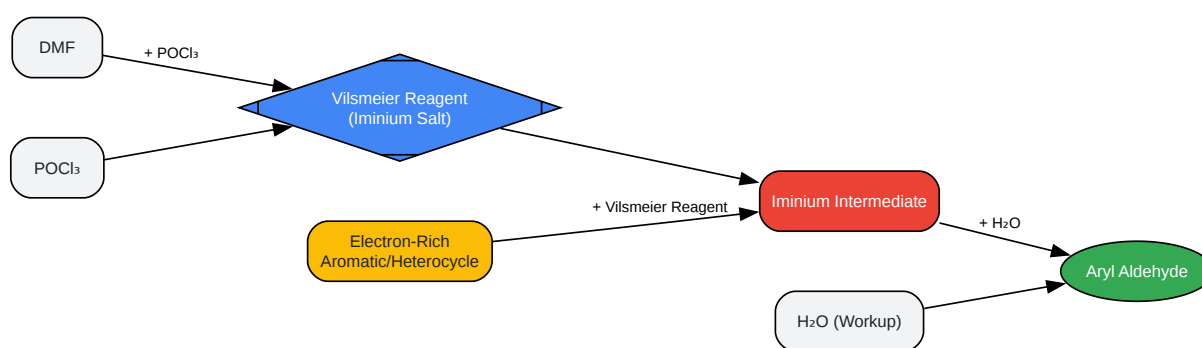 DMF
+ POCl₃
Vilsmeier Reagent
(Iminium Salt)
POCl₃
Iminium Intermediate
+ Vilsmeier Reagent
Electron-Rich
Aromatic/Heterocycle
+ H₂O
Aryl Aldehyde
H₂O (Workup)